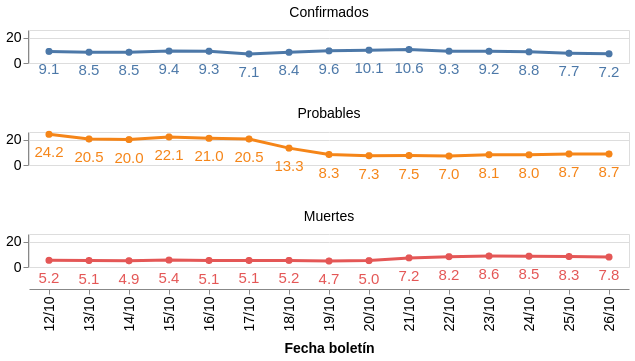 Confirmados
20
0
9.1 8.5 8.5 9.4 9.3 7.1 8.4 9.6 10.1 10.6 9.3 9.2 8.8 7.7 7.2
Probables
20
0
24.2 20.5 20.0 22.1 21.0 20.5 13.3 8.3 7.3 7.5 7.0 8.1 8.0 8.7 8.7
Muertes
20
0
5.2 5.1 4.9 5.4 5.1 5.1 5.2 4.7 5.0 7.2 8.2 8.6 8.5 8.3 7.8
12/10 13/10 14/10 15/10 16/10 17/10 18/10 19/10 20/10 21/10 22/10 23/10 24/10 25/10 26/10
Fecha boletín